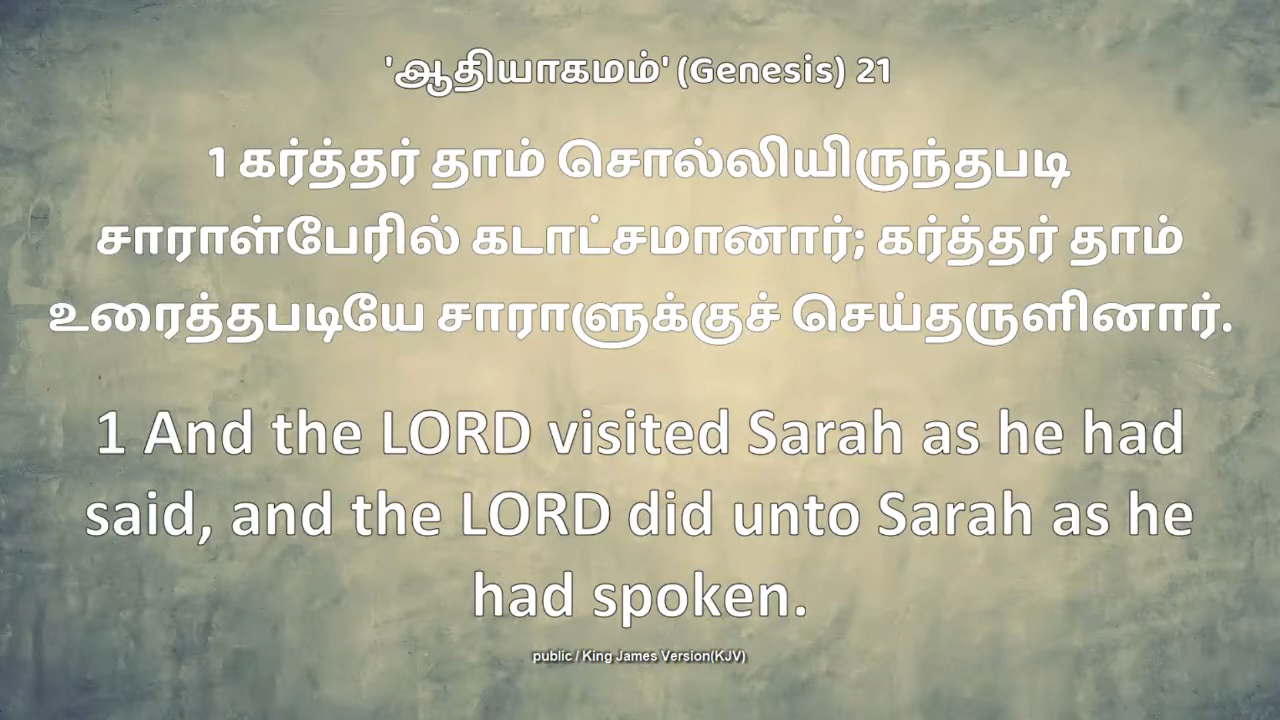 'ஆதியாகமம்' (Genesis) 21
1 கர்த்தர் தாம் சொல்லியிருந்தபடி
சாராள்பேரில் கடாட்சமானார்; கர்த்தர் தாம்
உரைத்தபடியே சாராளுக்குச் செய்தருளினார்.
1 And the LORD visited Sarah as he had
said, and the LORD did unto Sarah as he
had spoken.
public / King James Version(KJV)